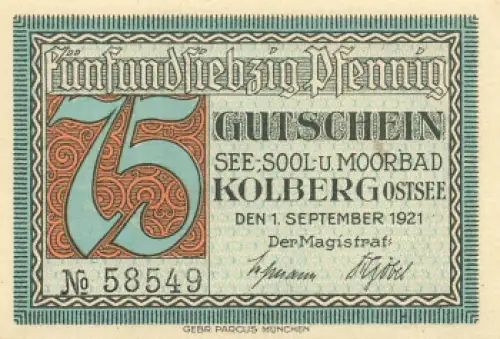 Fünfundsiebzig Pfennig
75
GUTSCHEIN
SEE-, SOOL- u. MOORBAD
KOLBERG OSTSEE
DEN 1. SEPTEMBER 1921
Der Magistrat:
№ 58549
GEBR. PARCUS MÜNCHEN